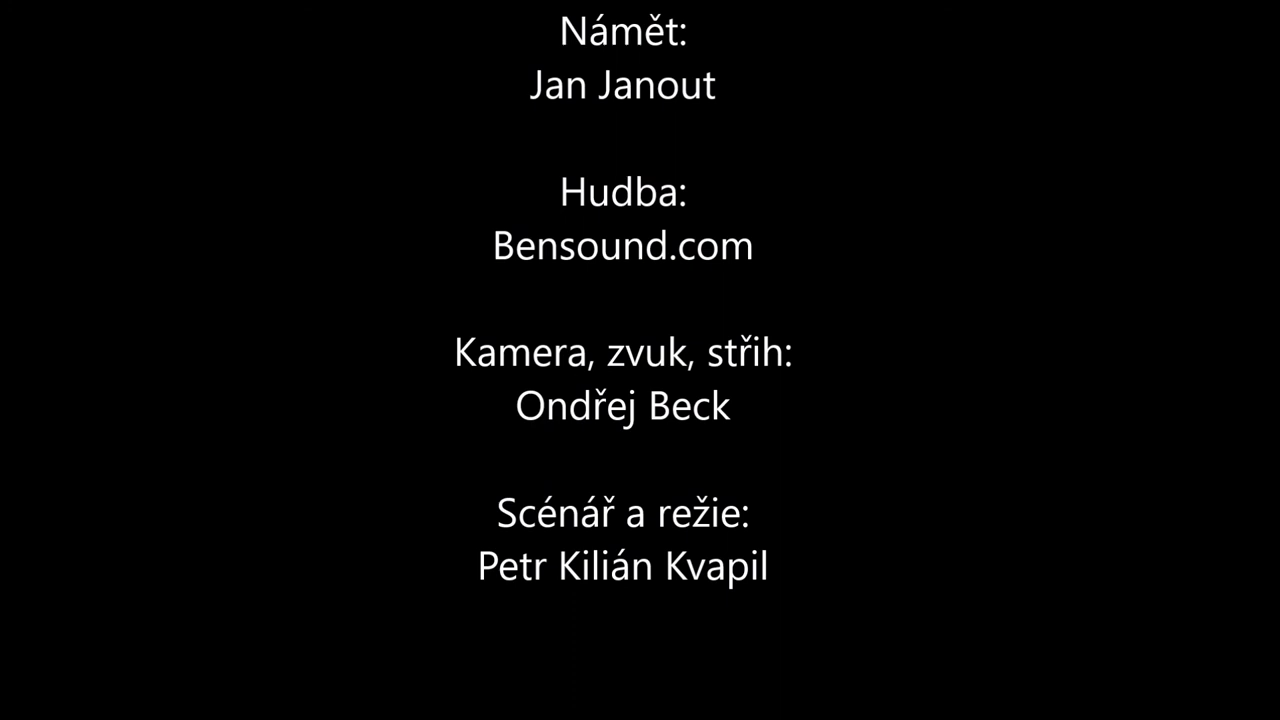 Námět:
Jan Janout
Hudba:
Bensound.com
Kamera, zvuk, střih:
Ondřej Beck
Scénář a režie:
Petr Kilián Kvapil